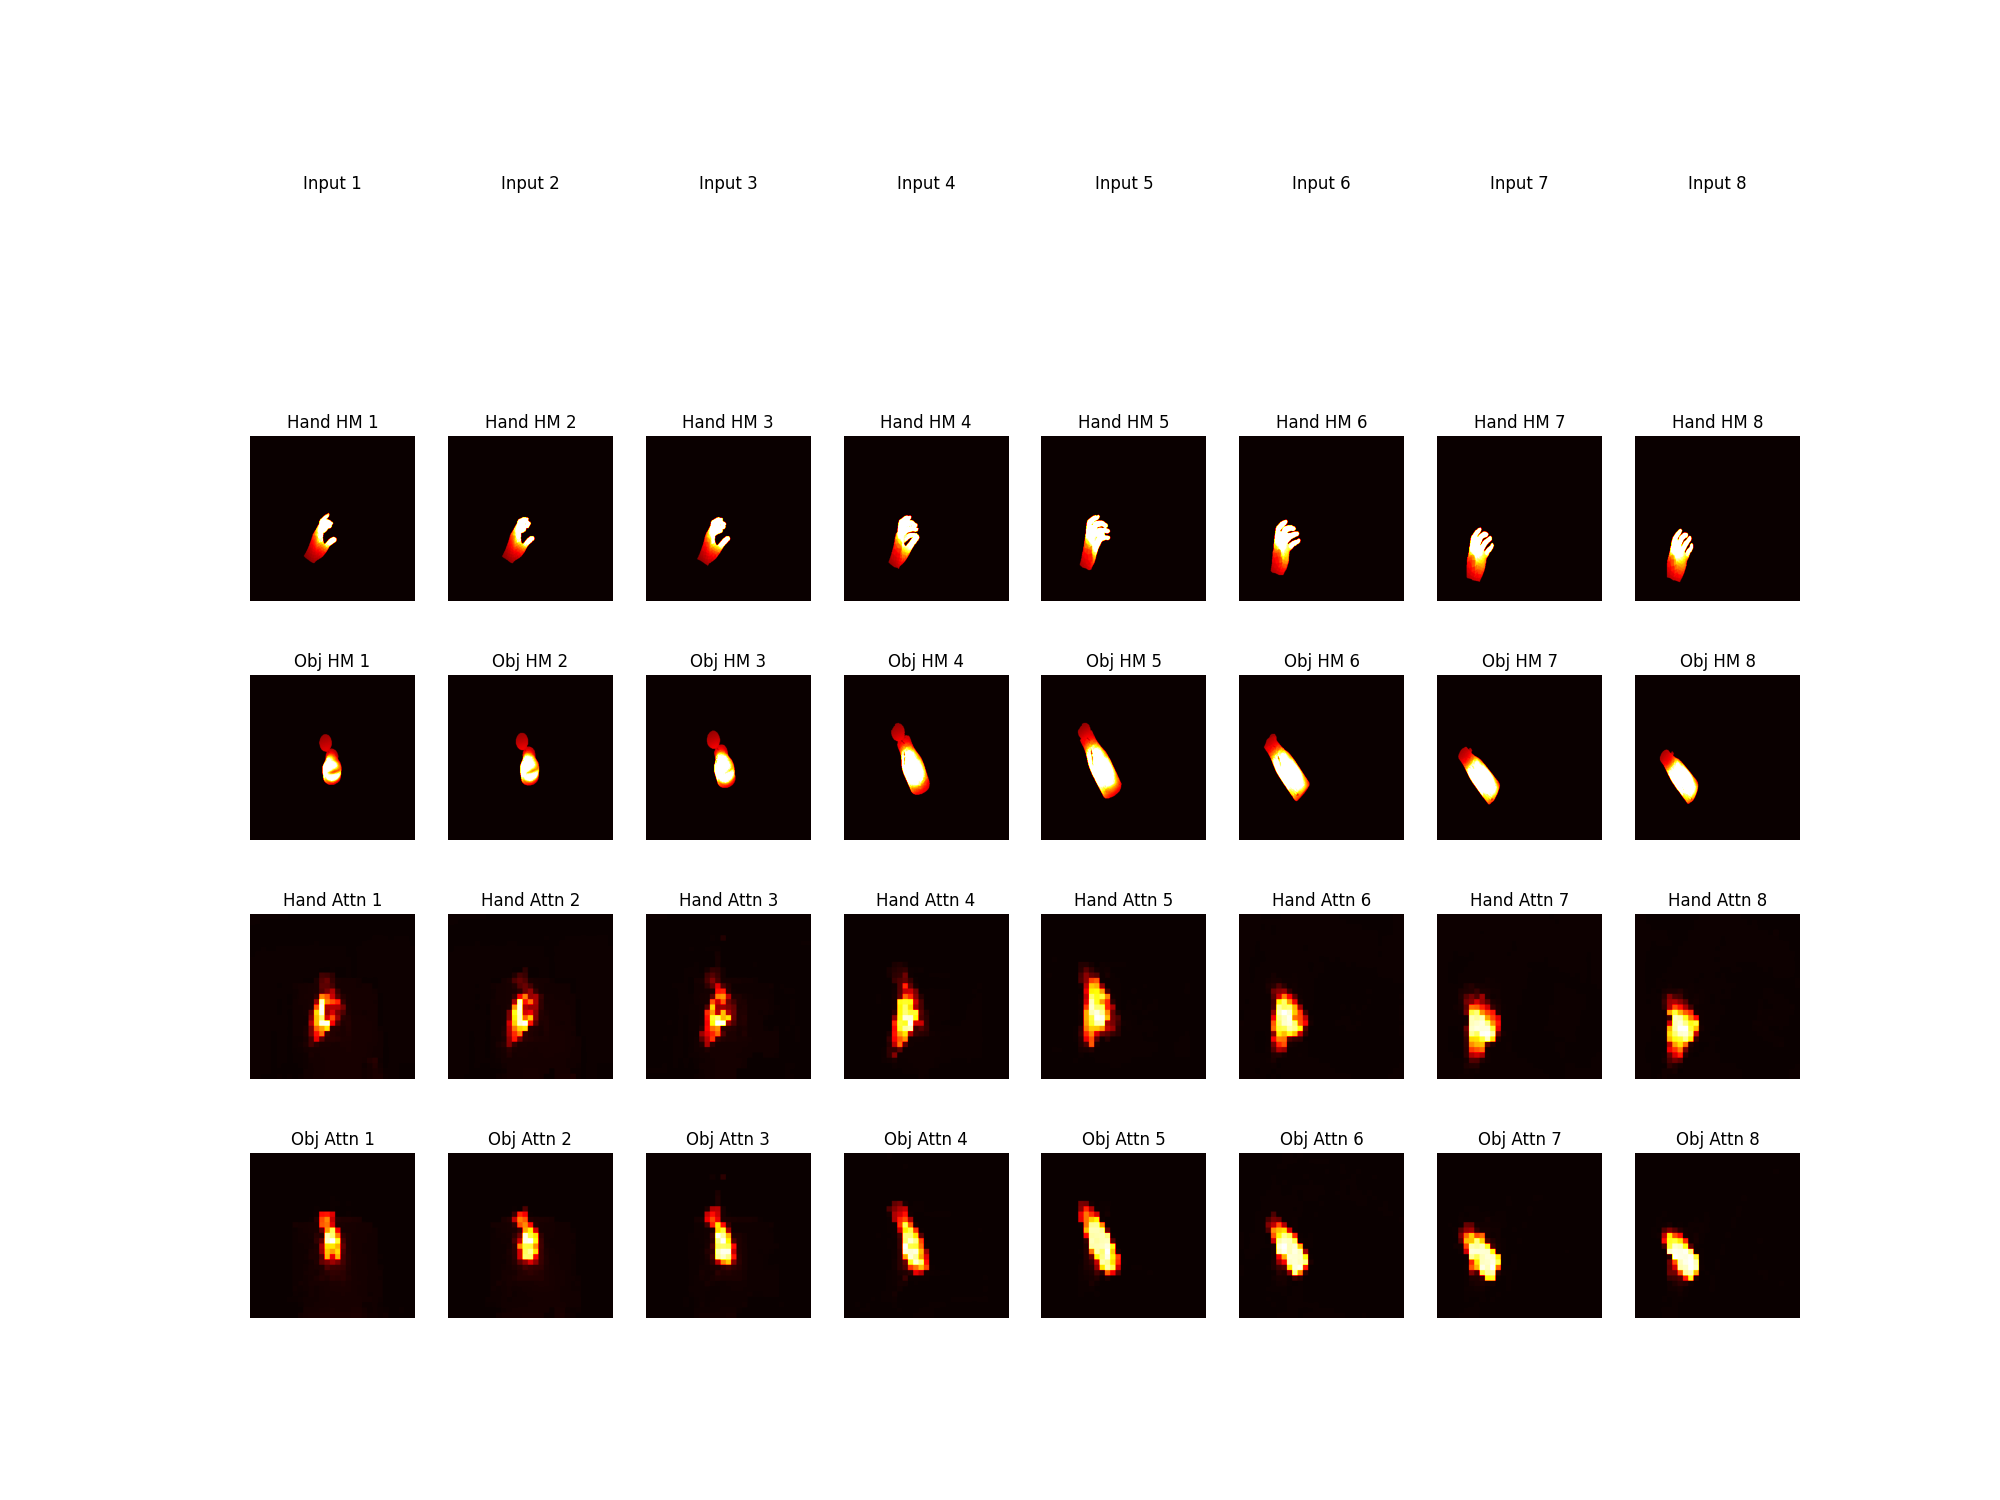 Input 1 Input 2 Input 3 Input 4 Input 5 Input 6 Input 7 Input 8
Hand HM 1 Hand HM 2 Hand HM 3 Hand HM 4 Hand HM 5 Hand HM 6 Hand HM 7 Hand HM 8
Obj HM 1 Obj HM 2 Obj HM 3 Obj HM 4 Obj HM 5 Obj HM 6 Obj HM 7 Obj HM 8
Hand Attn 1 Hand Attn 2 Hand Attn 3 Hand Attn 4 Hand Attn 5 Hand Attn 6 Hand Attn 7 Hand Attn 8
Obj Attn 1 Obj Attn 2 Obj Attn 3 Obj Attn 4 Obj Attn 5 Obj Attn 6 Obj Attn 7 Obj Attn 8